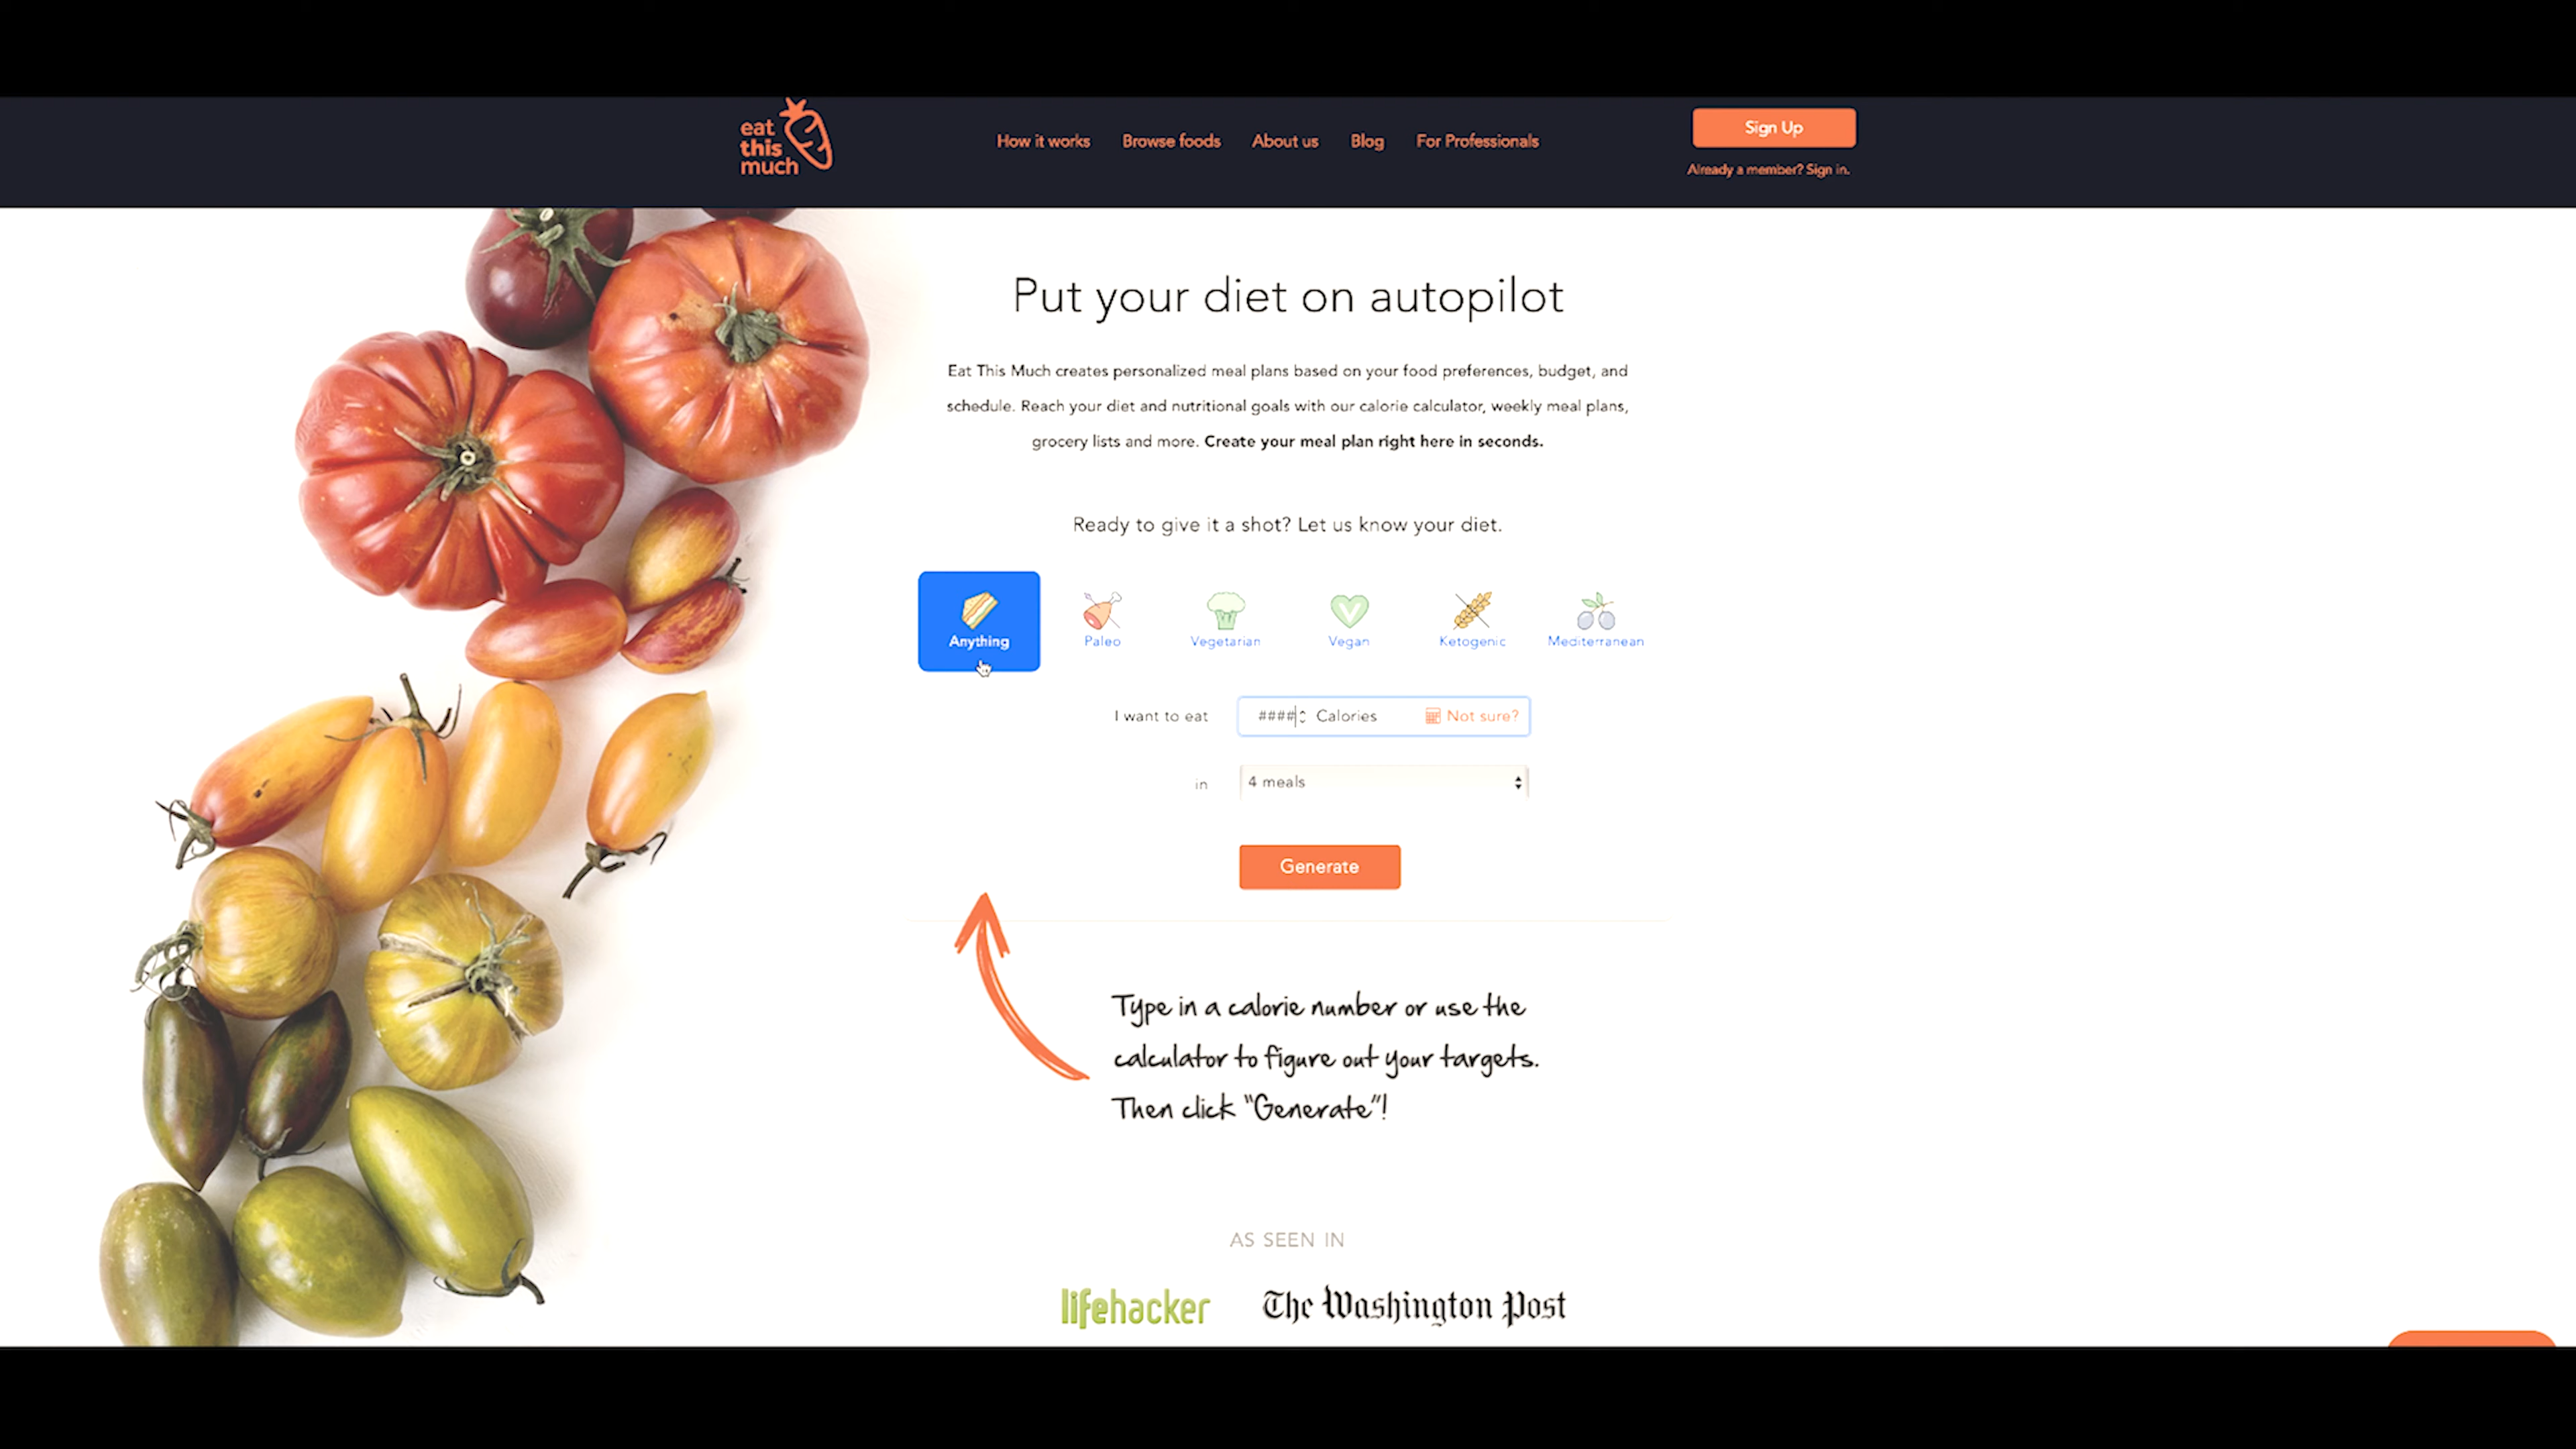 eat
this
much
How it works
Browse foods
About us
Blog
For Professionals
Sign Up
Already a member? Sign in.
Put your diet on autopilot
Eat This Much creates personalized meal plans based on your food preferences, budget, and
schedule. Reach your diet and nutritional goals with our calorie calculator, weekly meal plans,
grocery lists and more. Create your meal plan right here in seconds.
Ready to give it a shot? Let us know your diet.
Anything
Paleo
Vegetarian
Vegan
Ketogenic
Mediterranean
I want to eat
#### Calories
Not sure?
in
4 meals
Generate
Type in a calorie number or use the
calculator to figure out your targets.
Then click "Generate"!
AS SEEN IN
lifehacker
The Washington Post